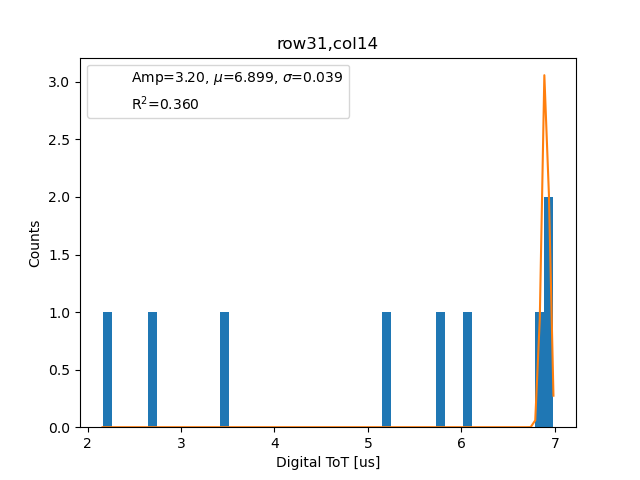 row31,col14
Amp=3.20, μ=6.899, σ=0.039
R²=0.360
Counts
3.0
2.5
2.0
1.5
1.0
0.5
0.0
2 3 4 5 6 7
Digital ToT [us]